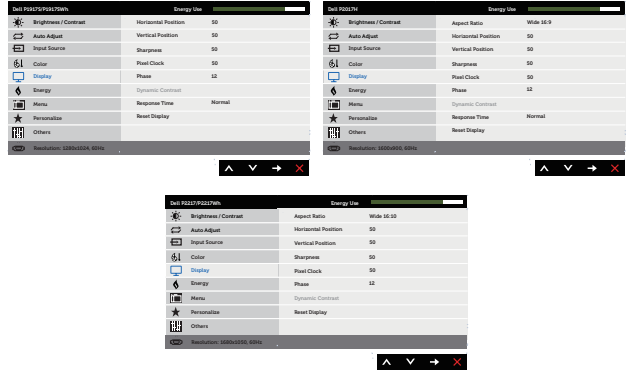 Dell P1917S/P1917SWh Energy Use
Brightness / Contrast Horizontal Position 50
Auto Adjust Vertical Position 50
Input Source Sharpness 50
Color Pixel Clock 50
Display Phase 12
Energy Dynamic Contrast
Menu Response Time Normal
Personalize Reset Display
Others
Resolution: 1280x1024, 60Hz
Dell P2017H Energy Use
Brightness / Contrast Aspect Ratio Wide 16:9
Auto Adjust Horizontal Position 50
Input Source Vertical Position 50
Color Sharpness 50
Display Pixel Clock 50
Energy Phase 12
Menu Dynamic Contrast
Personalize Response Time Normal
Others Reset Display
Resolution: 1600x900, 60Hz
Dell P2217/P2217Wh Energy Use
Brightness / Contrast Aspect Ratio Wide 16:10
Auto Adjust Horizontal Position 50
Input Source Vertical Position 50
Color Sharpness 50
Display Pixel Clock 50
Energy Phase 12
Menu Dynamic Contrast
Personalize Reset Display
Others
Resolution: 1680x1050, 60Hz